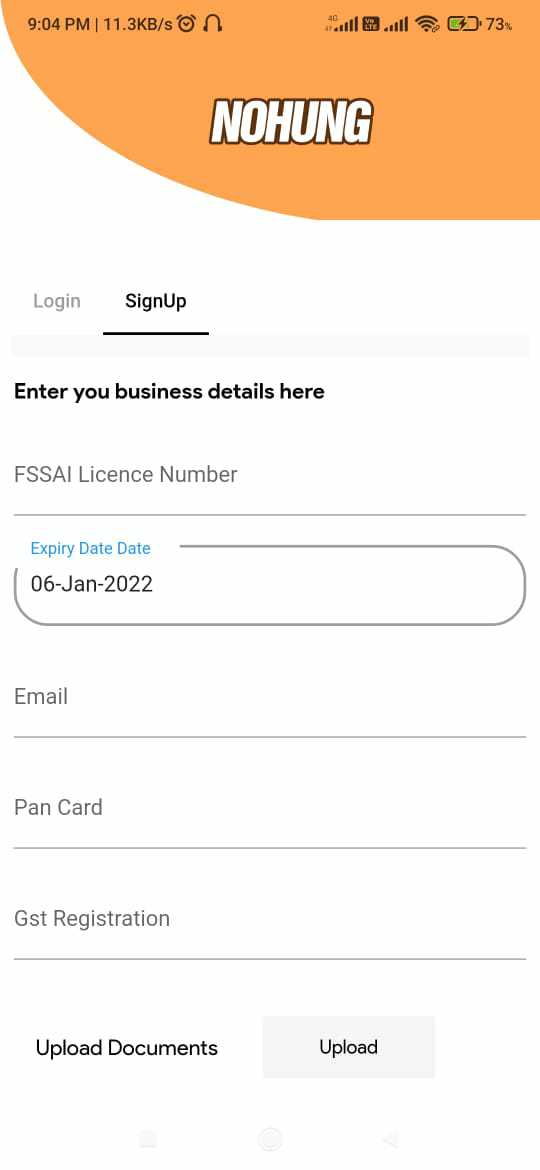 9:04 PM | 11.3KB/s 4G Vo LTE 73%
NOHUNG
Login SignUp
Enter you business details here
FSSAI Licence Number
Expiry Date Date
06-Jan-2022
Email
Pan Card
Gst Registration
Upload Documents Upload